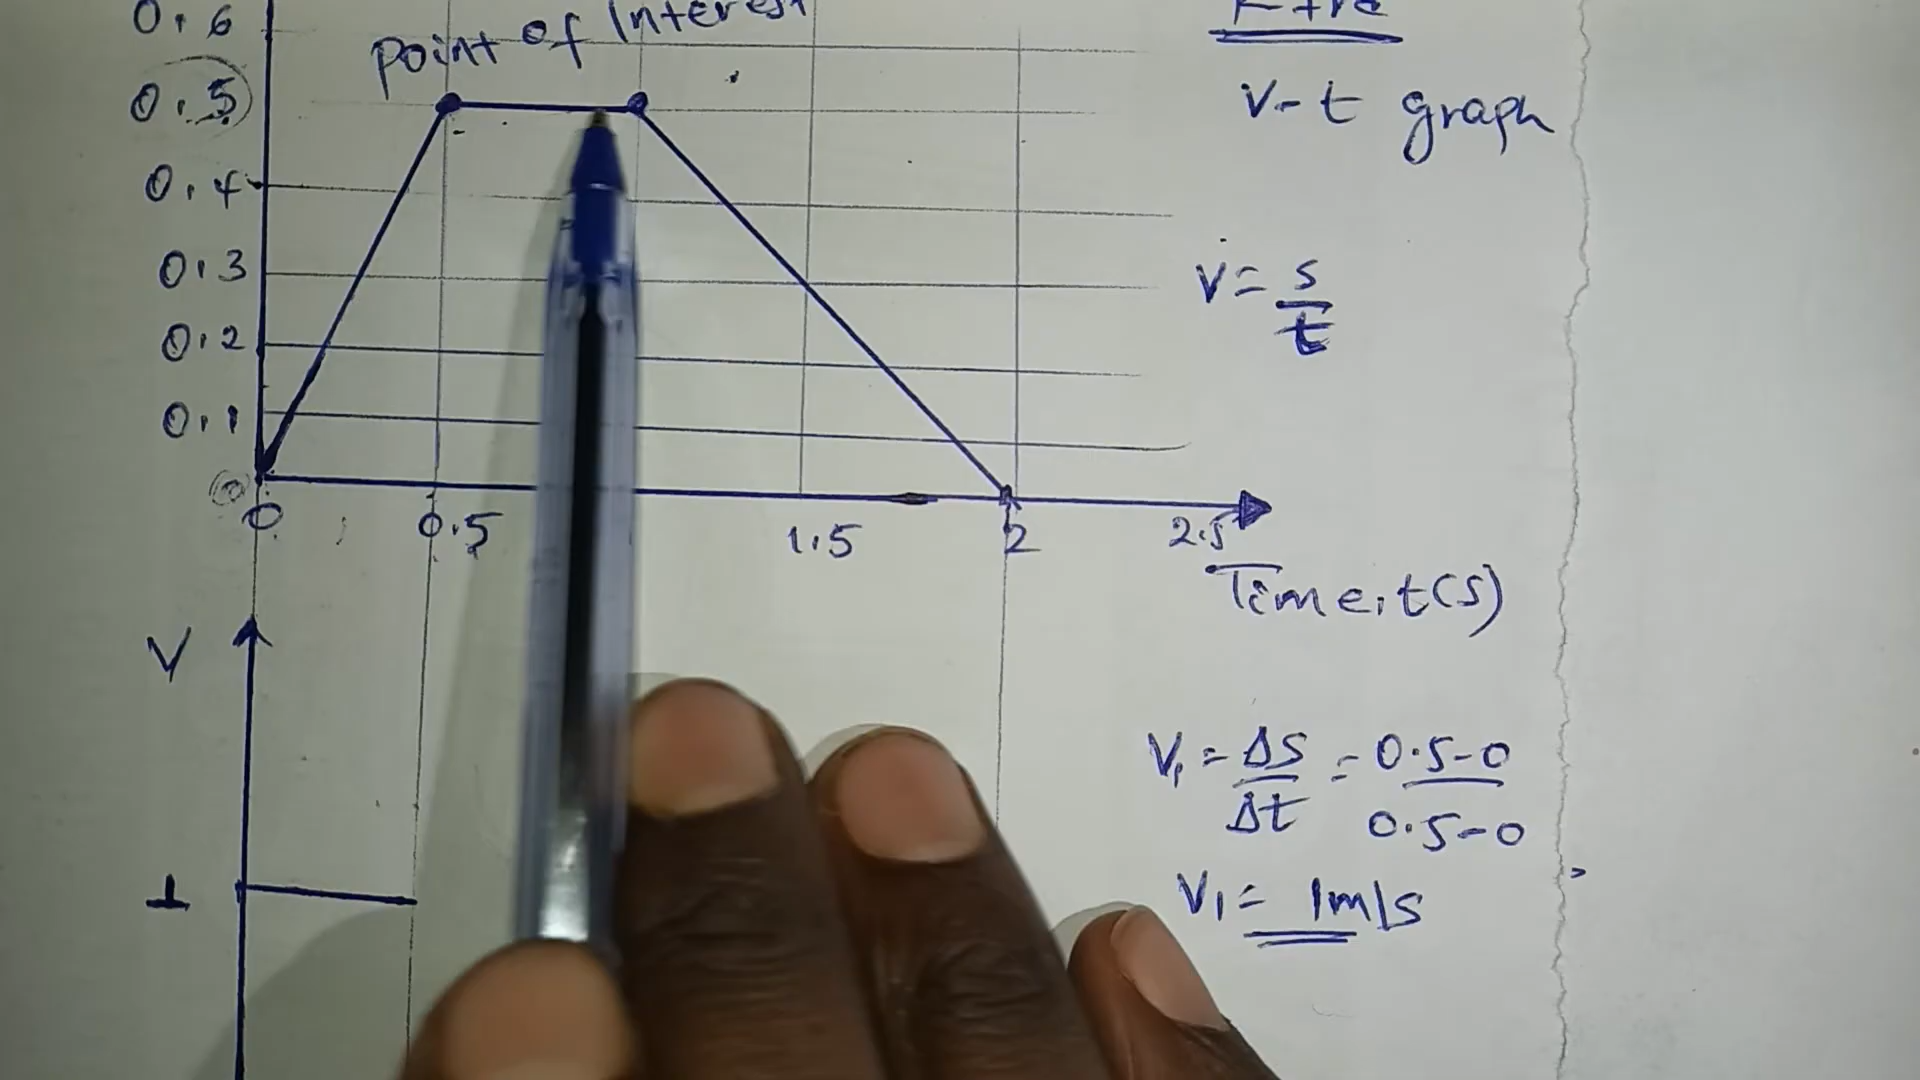 0.6
Point of Interest
0.5
V-t graph
0.4
0.3
V = s/t
0.2
0.1
0
0 0.5 1.5 2 2.5
Time, t(s)
V
V₁ = Δs/Δt = 0.5-0/0.5-0
1
V₁ = 1m/s